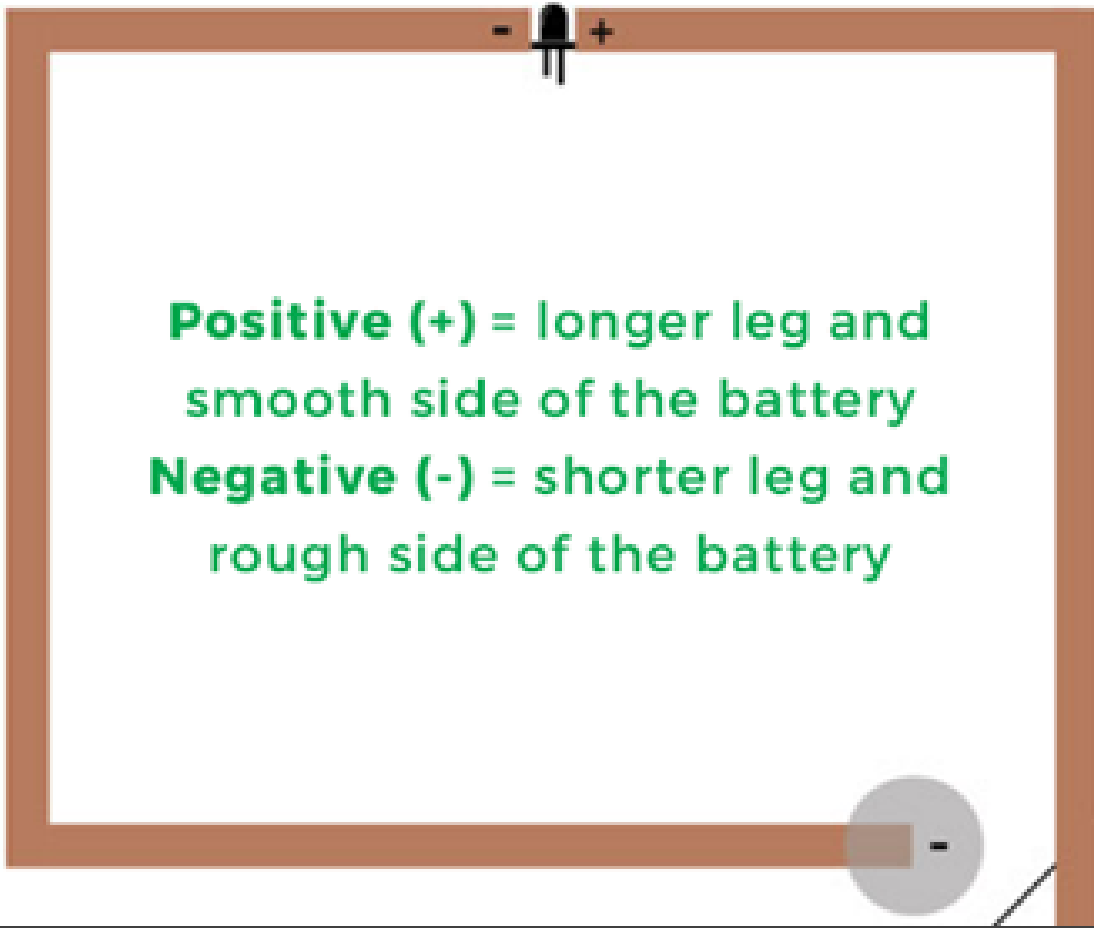 - +
Positive (+) = longer leg and
smooth side of the battery
Negative (-) = shorter leg and
rough side of the battery
-